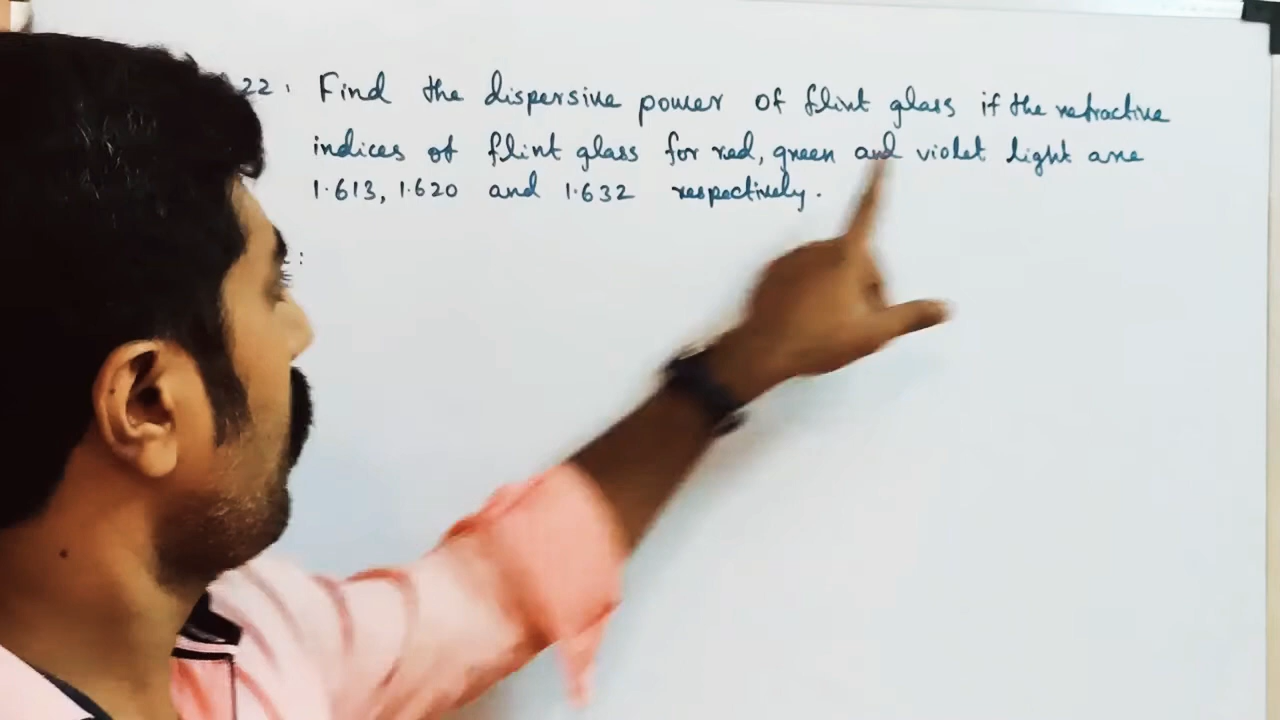 22. Find the dispersive power of flint glass if the refractive
indices of flint glass for red, green and violet light are
1.613, 1.620 and 1.632 respectively.
: